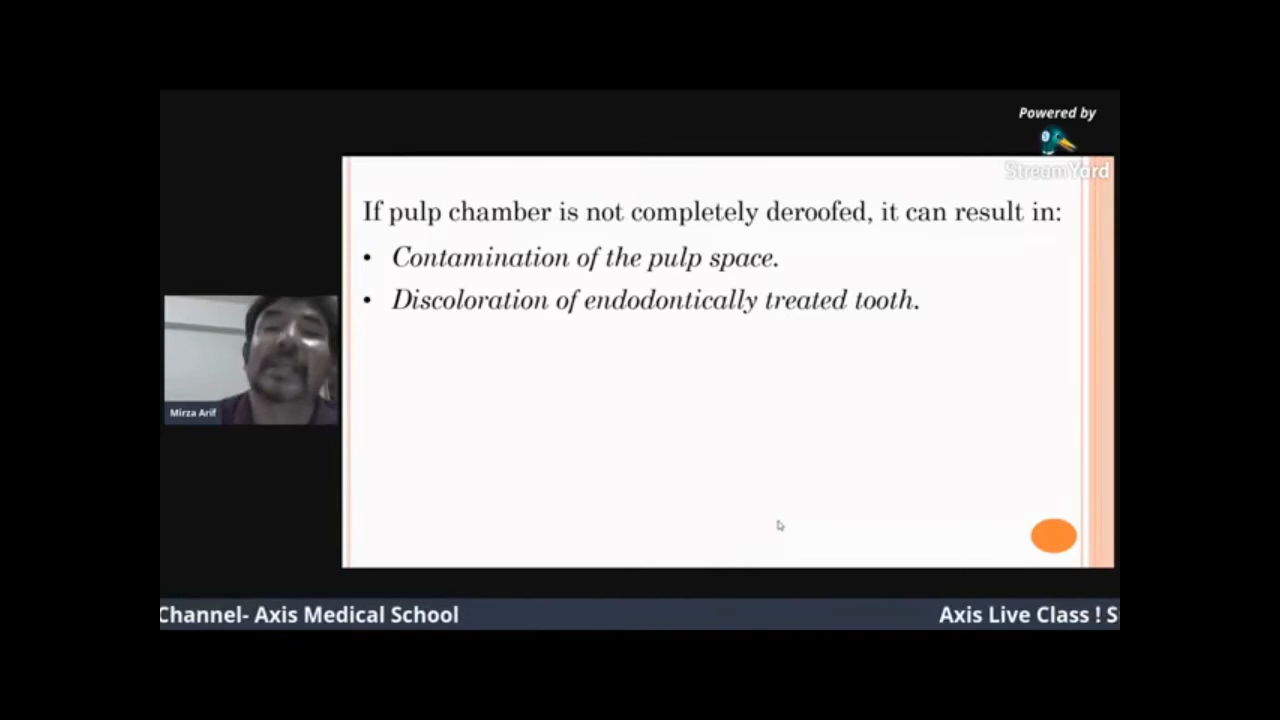 Powered by
StreamYard
If pulp chamber is not completely deroofed, it can result in:
• Contamination of the pulp space.
• Discoloration of endodontically treated tooth.
Mirza Arif
Channel- Axis Medical School
Axis Live Class ! S